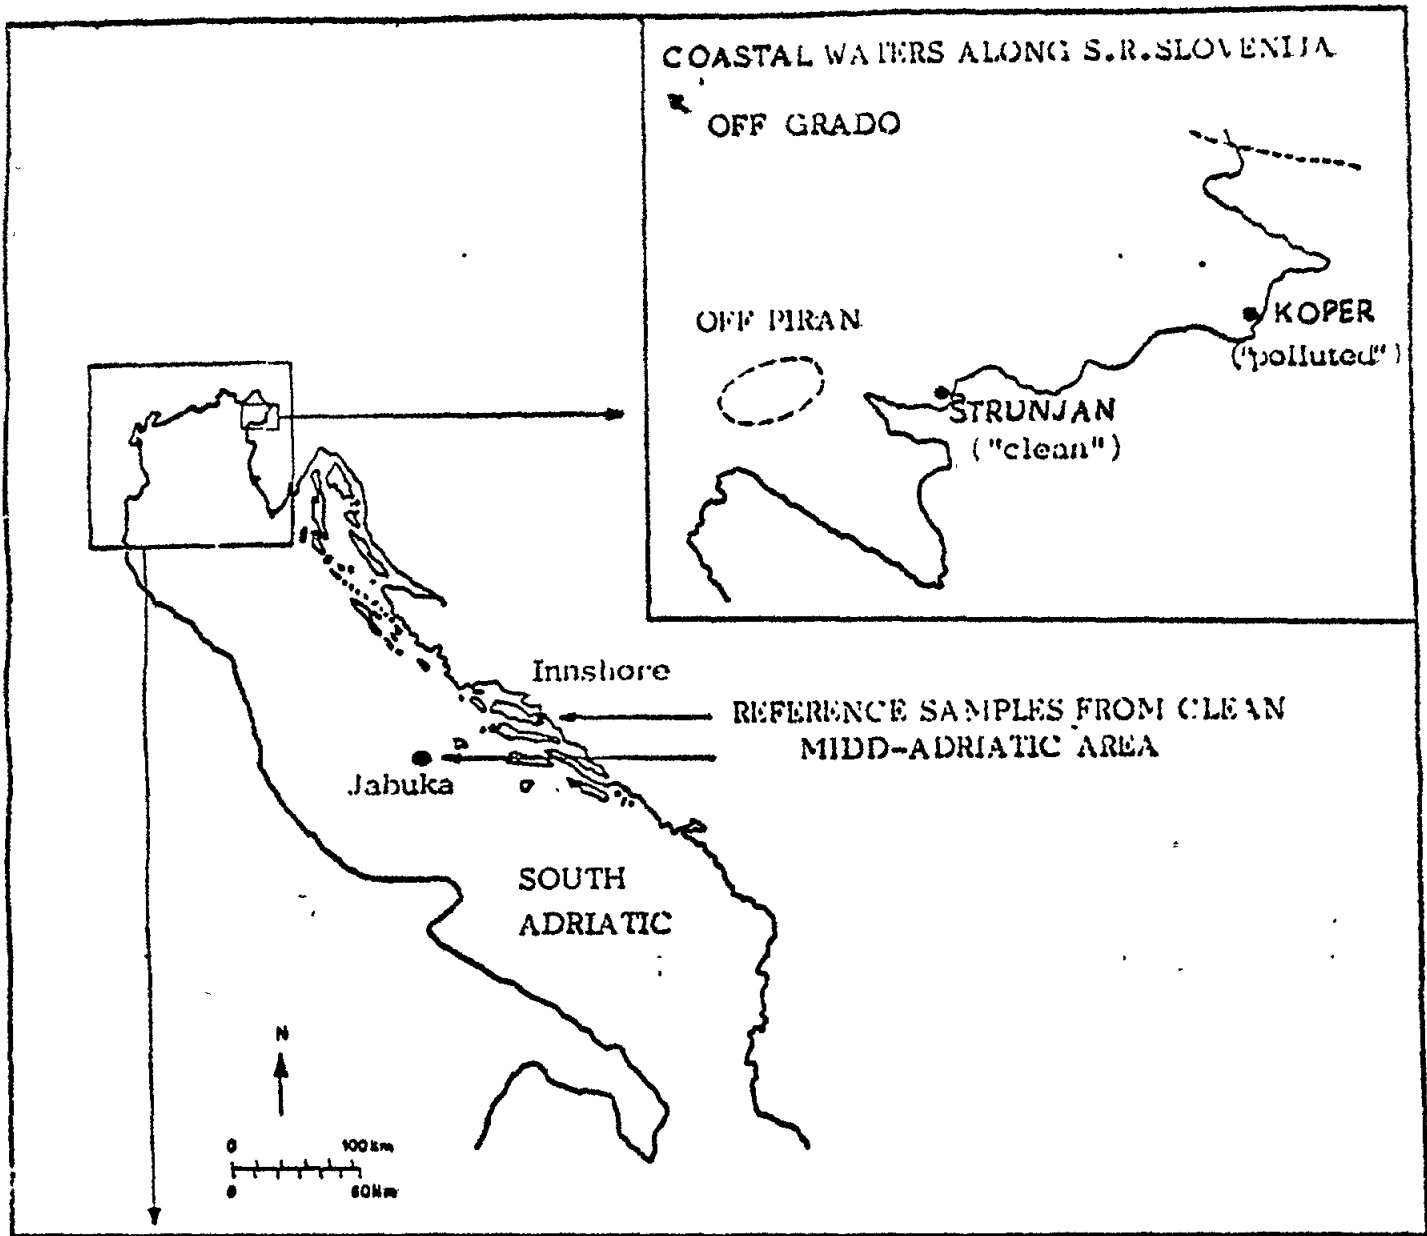 COASTAL WATERS ALONG S.R.SLOVENIJA
OFF GRADO
OFF PIRAN
KOPER
("polluted")
STRUNJAN
("clean")
Innshore
REFERENCE SAMPLES FROM CLEAN
MIDD-ADRIATIC AREA
Jabuka
SOUTH
ADRIATIC
N
0 100km
0 60Nm